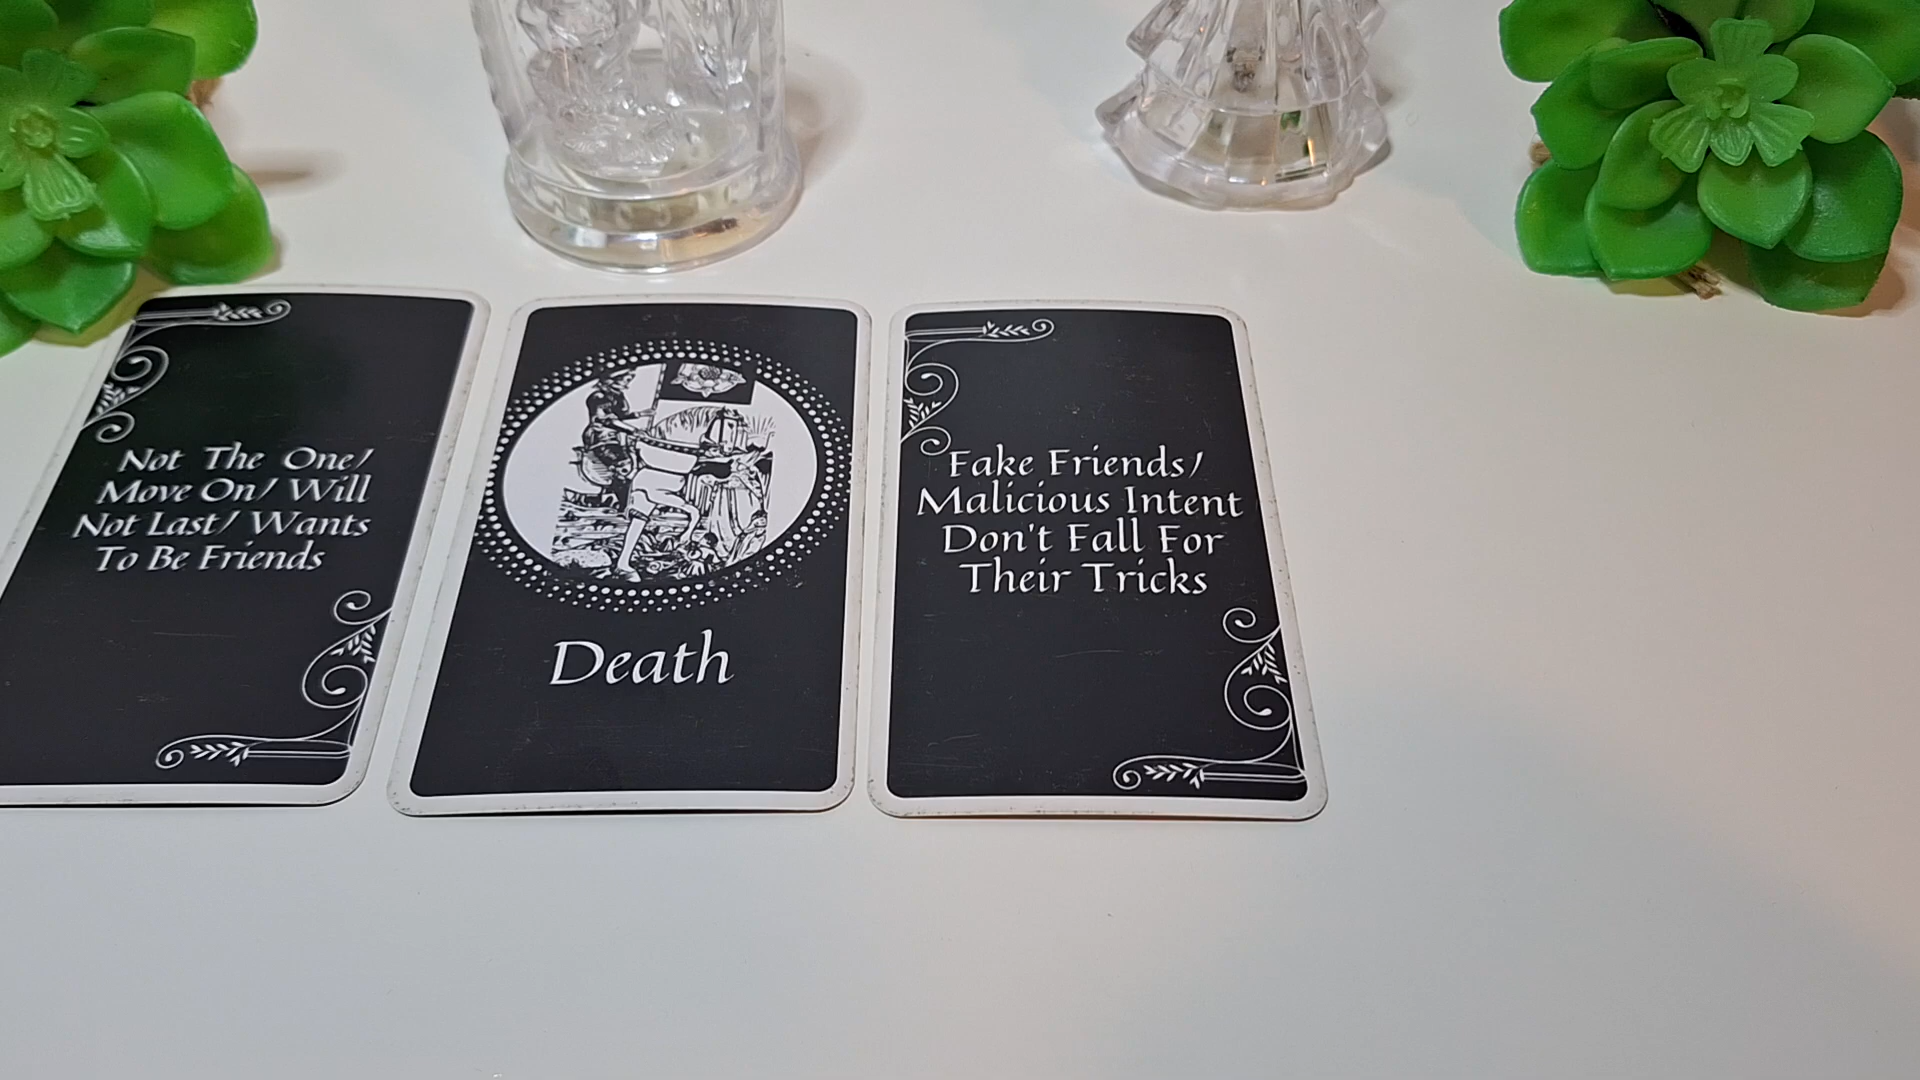 Not The One/
Move On/ Will
Not Last/ Wants
To Be Friends
Death
Fake Friends/
Malicious Intent
Don't Fall For
Their Tricks